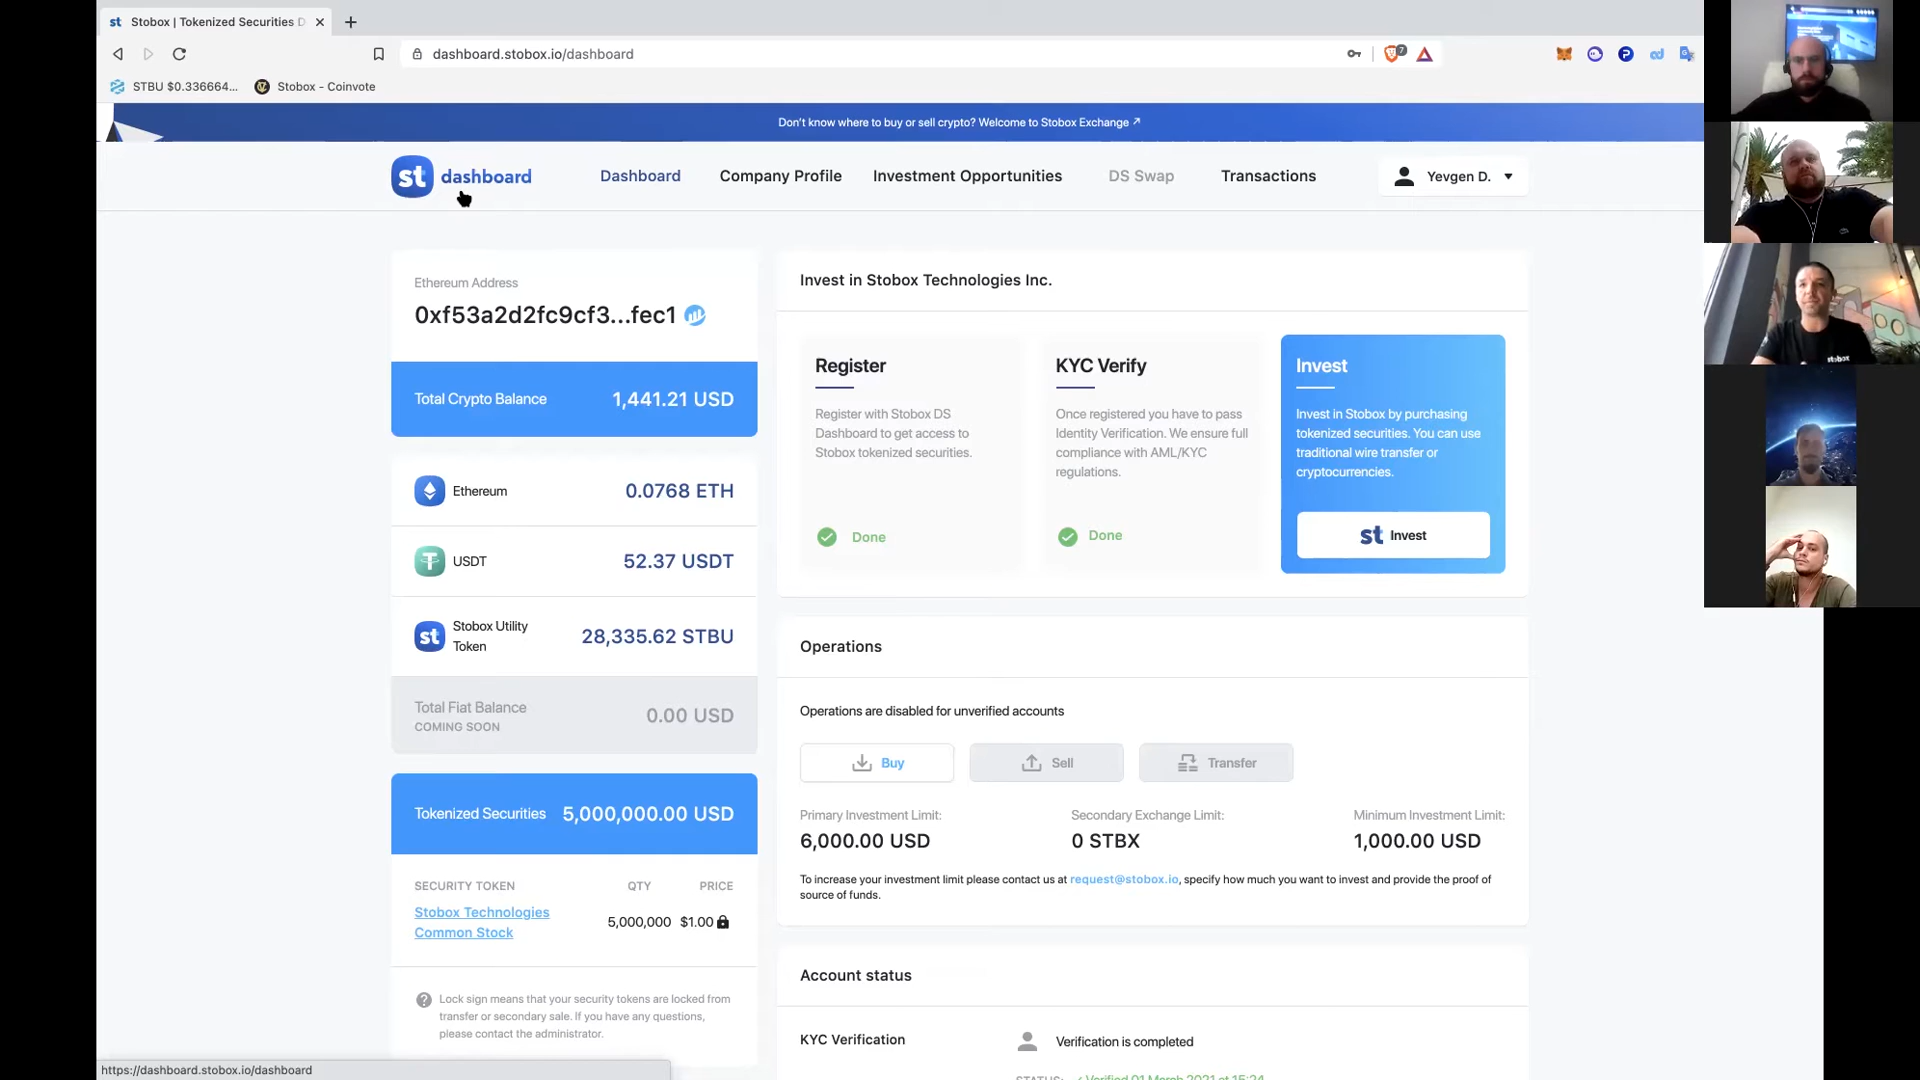 st Stobox | Tokenized Securities D
dashboard.stobox.io/dashboard
7
STBU $0.336664...
Stobox - Coinvote
Don't know where to buy or sell crypto? Welcome to Stobox Exchange ↗
st dashboard
Dashboard
Company Profile
Investment Opportunities
DS Swap
Transactions
Yevgen D.
Ethereum Address
0xf53a2d2fc9cf3...fec1
Total Crypto Balance 1,441.21 USD
Ethereum 0.0768 ETH
USDT 52.37 USDT
st Stobox Utility
Token
28,335.62 STBU
Total Fiat Balance
COMING SOON
0.00 USD
Tokenized Securities 5,000,000.00 USD
SECURITY TOKEN QTY PRICE
Stobox Technologies
Common Stock
5,000,000 $1.00
Lock sign means that your security tokens are locked from
transfer or secondary sale. If you have any questions,
please contact the administrator.
Invest in Stobox Technologies Inc.
Register
Register with Stobox DS
Dashboard to get access to
Stobox tokenized securities.
Done
KYC Verify
Once registered you have to pass
Identity Verification. We ensure full
compliance with AML/KYC
regulations.
Done
Invest
Invest in Stobox by purchasing
tokenized securities. You can use
traditional wire transfer or
cryptocurrencies.
st Invest
Operations
Operations are disabled for unverified accounts
Buy
Sell
Transfer
Primary Investment Limit:
6,000.00 USD
Secondary Exchange Limit:
0 STBX
Minimum Investment Limit:
1,000.00 USD
To increase your investment limit please contact us at request@stobox.io, specify how much you want to invest and provide the proof of
source of funds.
Account status
KYC Verification
Verification is completed
STATUS: ✓ Verified 01 March 2021 at 15:24
https://dashboard.stobox.io/dashboard